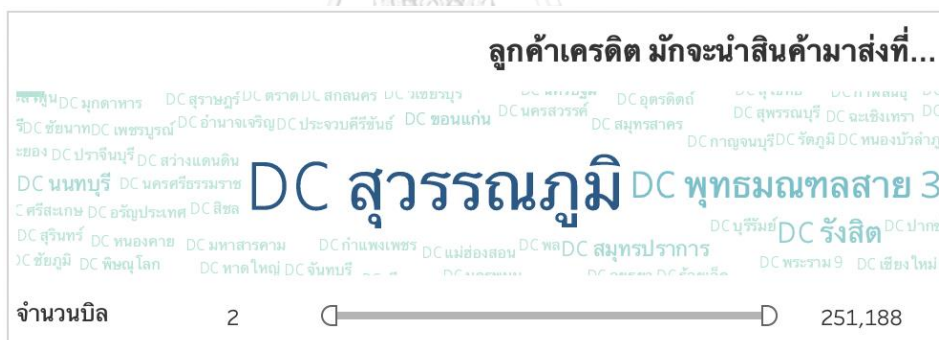 ลูกค้าเครดิต มักจะนำสินค้ามาส่งที่...
DC มุกดาหาร DC สุราษฎร์ DC ตราด DC สกลนคร DC วิเชียรบุรี DC อุตรดิตถ์
DC ชัยนาท DC เพชรบูรณ์ DC อำนาจเจริญ DC ประจวบคีรีขันธ์ DC ขอนแก่น DC นครสวรรค์ DC สมุทรสาคร DC สุพรรณบุรี DC ฉะเชิงเทรา
DC ปราจีนบุรี DC สว่างแดนดิน DC กาญจนบุรี DC รัตภูมิ DC หนองบัวลำภู
DC นนทบุรี DC นครศรีธรรมราช DC สุวรรณภูมิ DC พุทธมณฑลสาย 3
ศรีสะเกษ DC อรัญประเทศ DC สิชล
DC สุรินทร์ DC หนองคาย DC มหาสารคาม DC กำแพงเพชร DC แม่ฮ่องสอน DC พล DC สมุทรปราการ DC บุรีรัมย์ DC รังสิต DC ปากช
DC ชัยภูมิ DC พิษณุโลก DC หาดใหญ่ DC จันทบุรี DC พระราม 9 DC เชียงใหม่
จำนวนบิล 2 251,188